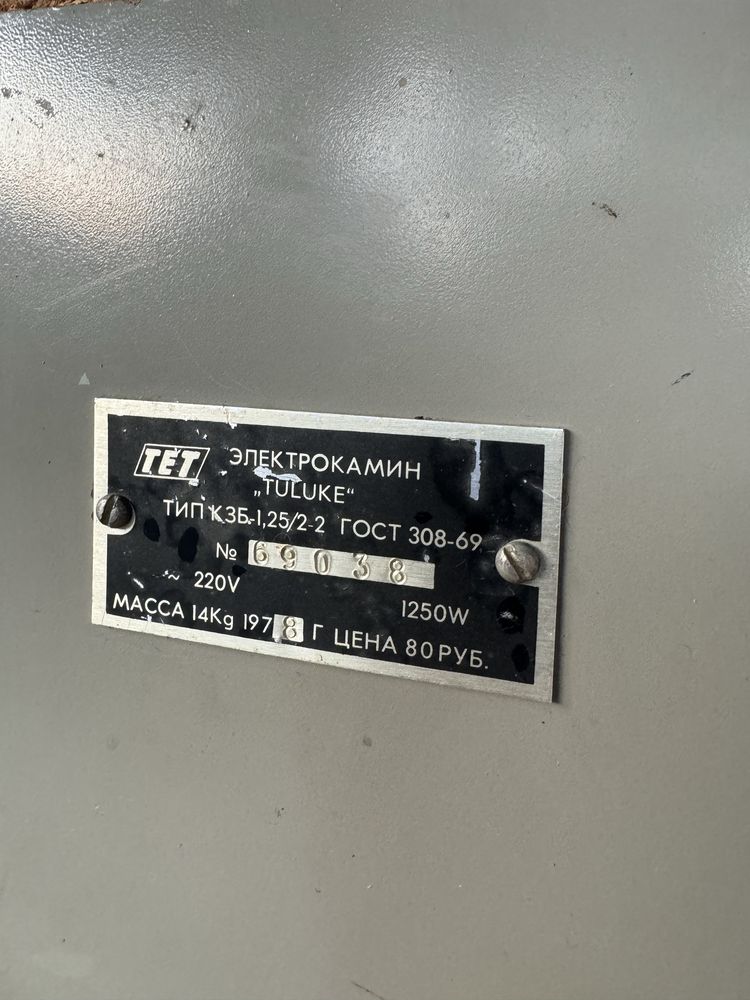 TET ЭЛЕКТРОКАМИН
„TULUKE“
ТИП КЗБ-1,25/2-2 ГОСТ 308-69
№ 69038
~ 220V 1250W
МАССА 14Kg 1978 Г ЦЕНА 80 РУБ.